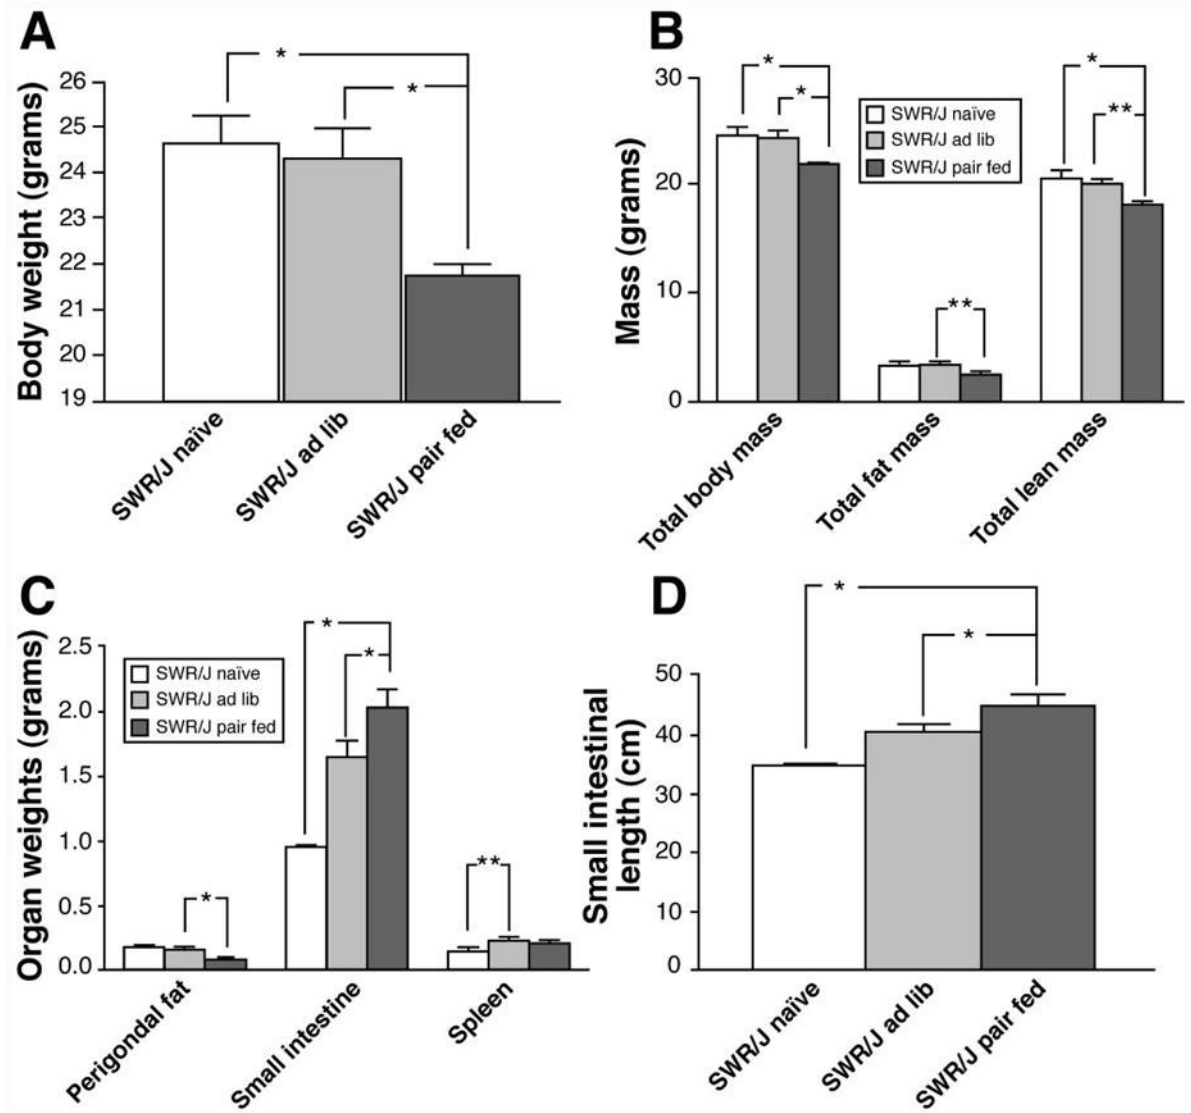 A
Body weight (grams)
26
25
24
23
22
21
20
19
*
*
SWR/J naïve
SWR/J ad lib
SWR/J pair fed
B
Mass (grams)
30
20
10
0
SWR/J naïve
SWR/J ad lib
SWR/J pair fed
*
*
**
*
**
Total body mass
Total fat mass
Total lean mass
C
Organ weights (grams)
2.5
2.0
1.5
1.0
0.5
0.0
SWR/J naïve
SWR/J ad lib
SWR/J pair fed
*
*
*
**
Perigondal fat
Small intestine
Spleen
D
Small intestinal
length (cm)
50
40
30
20
10
0
*
*
SWR/J naïve
SWR/J ad lib
SWR/J pair fed